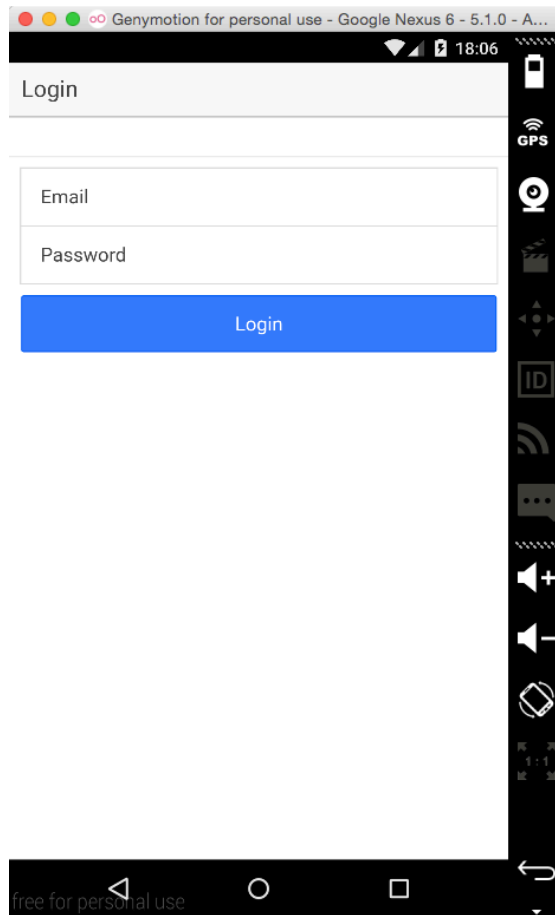 Genymotion for personal use - Google Nexus 6 - 5.1.0 - A...
18:06
Login
GPS
Email
Password
Login
ID
1:1
free for personal use